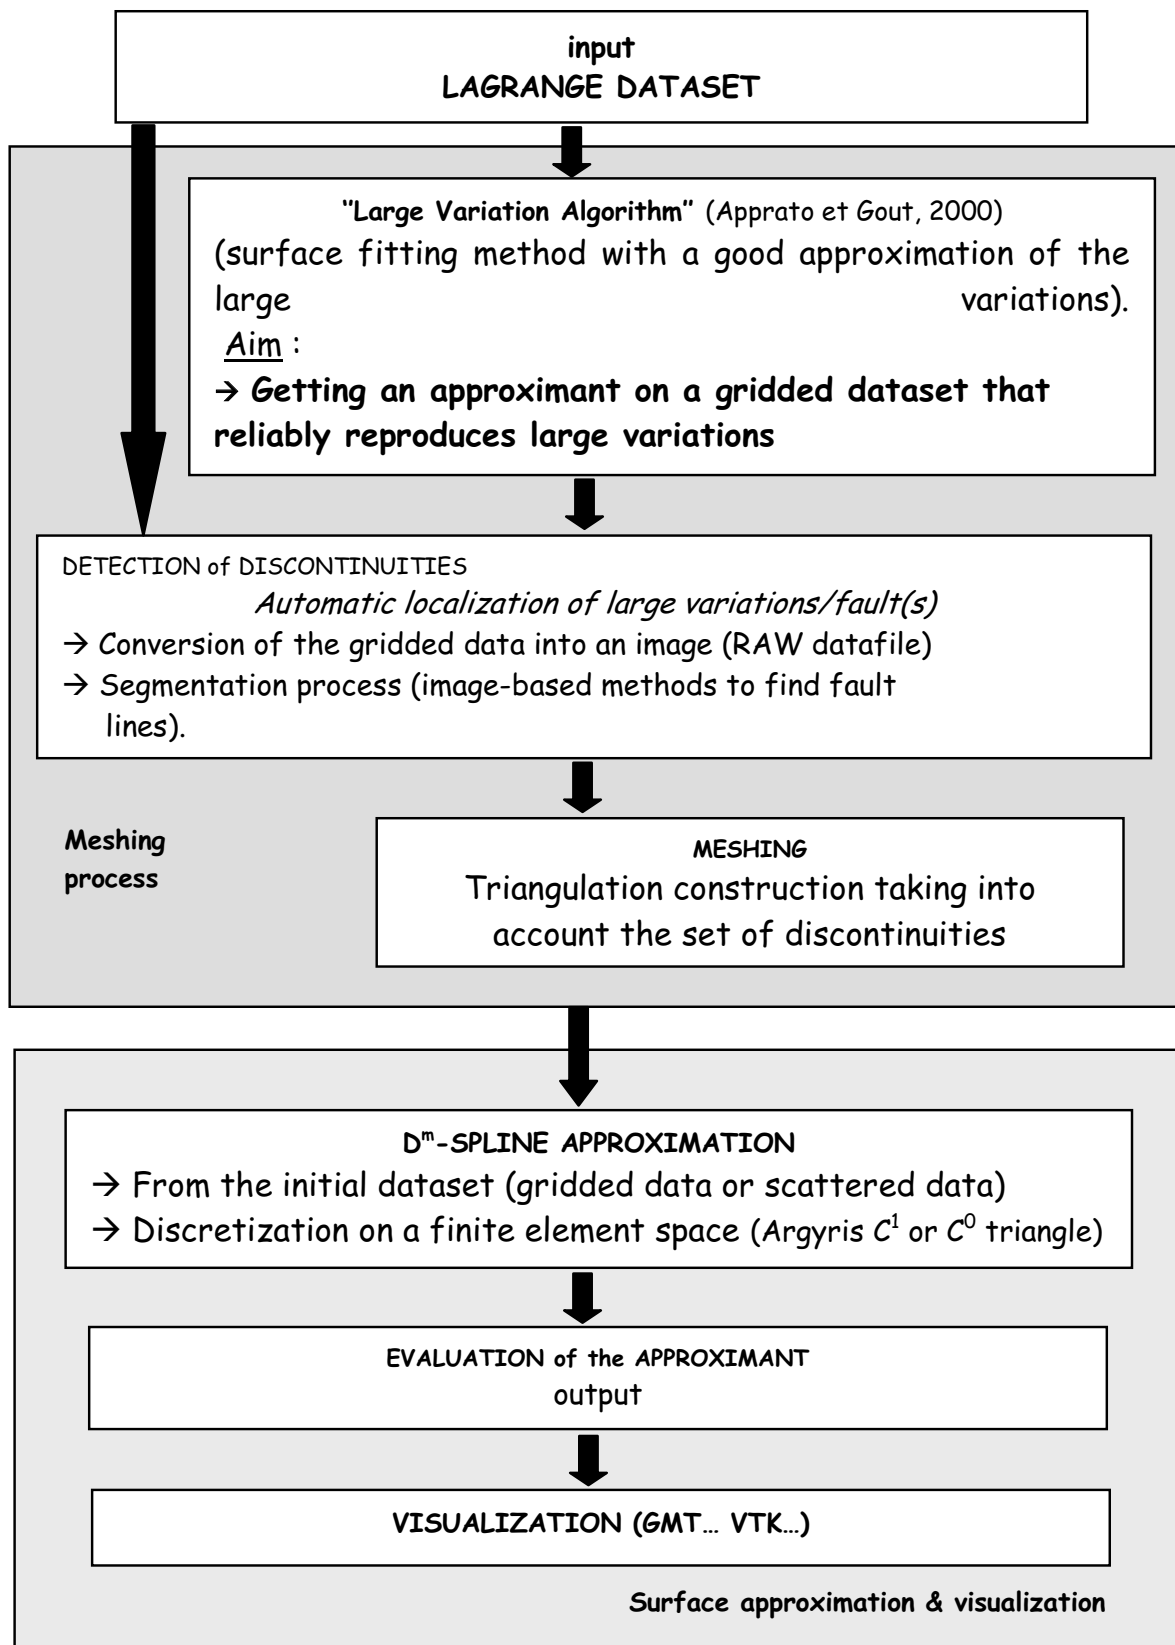 input
LAGRANGE DATASET
"Large Variation Algorithm" (Apprato et Gout, 2000)
(surface fitting method with a good approximation of the
large variations).
Aim :
→ Getting an approximant on a gridded dataset that
reliably reproduces large variations
DETECTION of DISCONTINUITIES
Automatic localization of large variations/fault(s)
→ Conversion of the gridded data into an image (RAW datafile)
→ Segmentation process (image-based methods to find fault
lines).
Meshing
process
MESHING
Triangulation construction taking into
account the set of discontinuities
Dᵐ-SPLINE APPROXIMATION
→ From the initial dataset (gridded data or scattered data)
→ Discretization on a finite element space (Argyris C¹ or C⁰ triangle)
EVALUATION of the APPROXIMANT
output
VISUALIZATION (GMT… VTK…)
Surface approximation & visualization